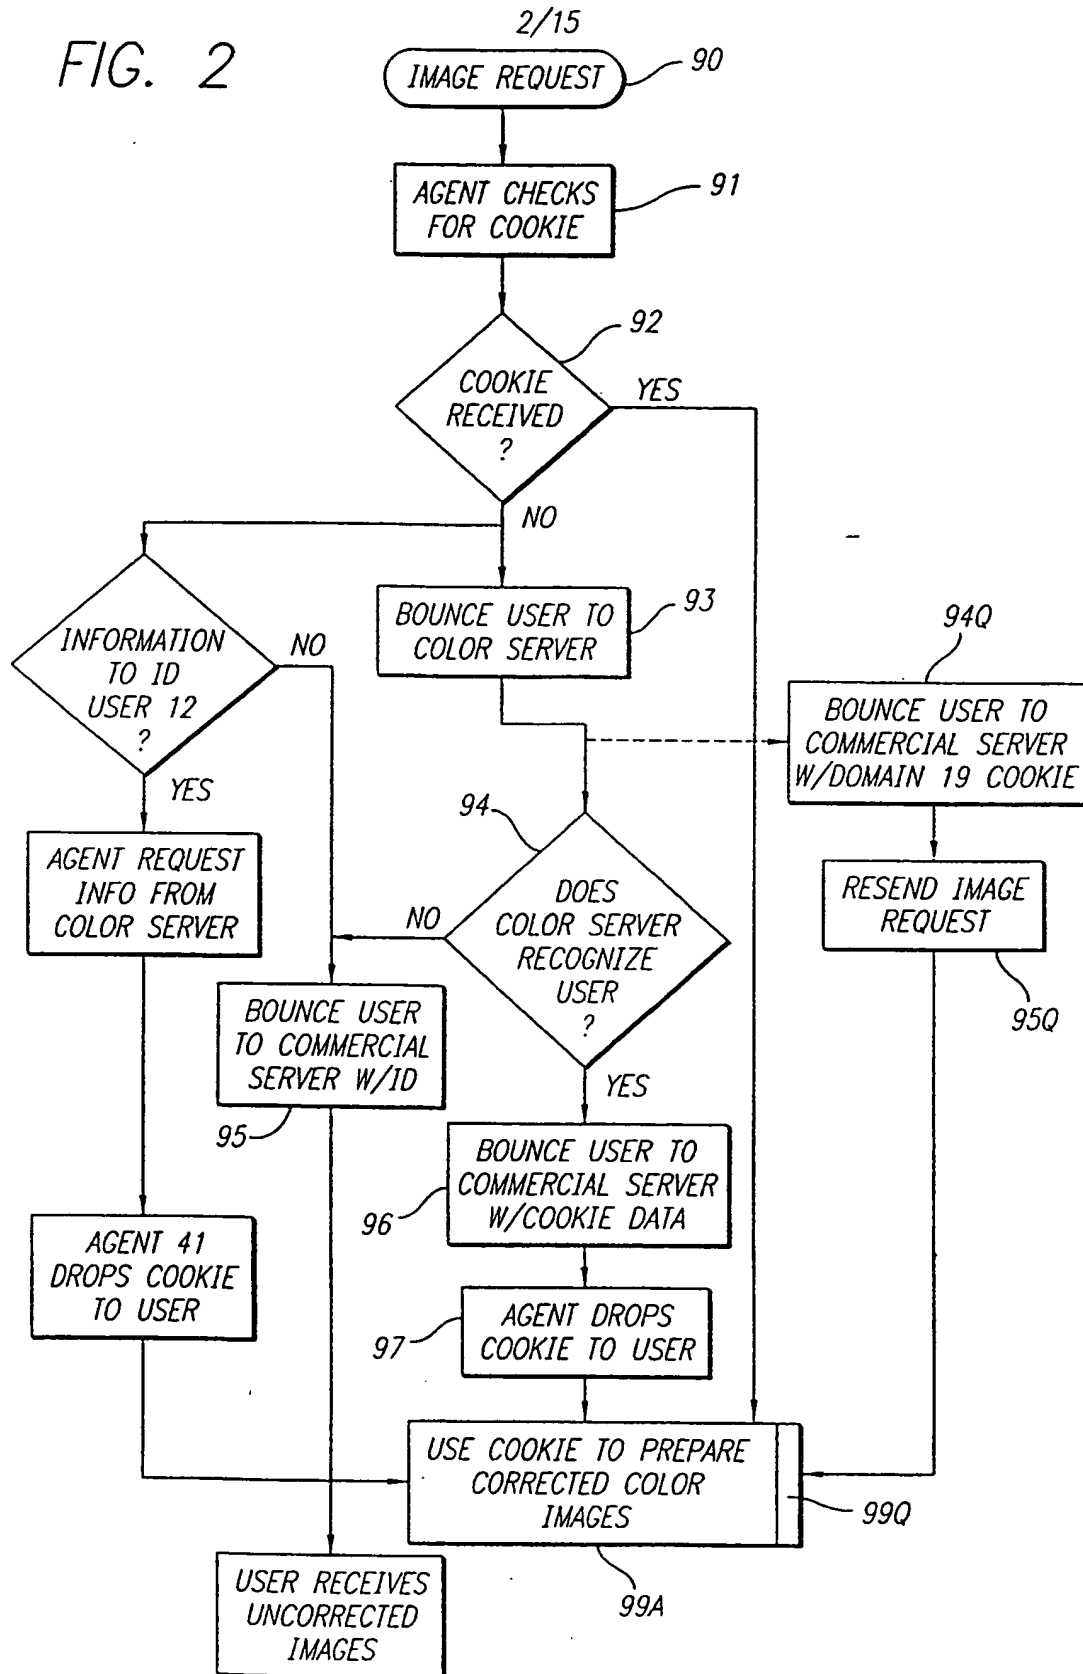 2/15
FIG. 2
IMAGE REQUEST
90
AGENT CHECKS
FOR COOKIE
91
92
COOKIE
RECEIVED
?
YES
NO
INFORMATION
TO ID
USER 12
?
NO
YES
BOUNCE USER TO
COLOR SERVER
93
94Q
BOUNCE USER TO
COMMERCIAL SERVER
W/DOMAIN 19 COOKIE
94
DOES
COLOR SERVER
RECOGNIZE
USER
?
NO
YES
AGENT REQUEST
INFO FROM
COLOR SERVER
RESEND IMAGE
REQUEST
95Q
BOUNCE USER
TO COMMERCIAL
SERVER W/ID
95
BOUNCE USER TO
COMMERCIAL SERVER
W/COOKIE DATA
96
AGENT 41
DROPS COOKIE
TO USER
AGENT DROPS
COOKIE TO USER
97
USE COOKIE TO PREPARE
CORRECTED COLOR
IMAGES
99Q
99A
USER RECEIVES
UNCORRECTED
IMAGES